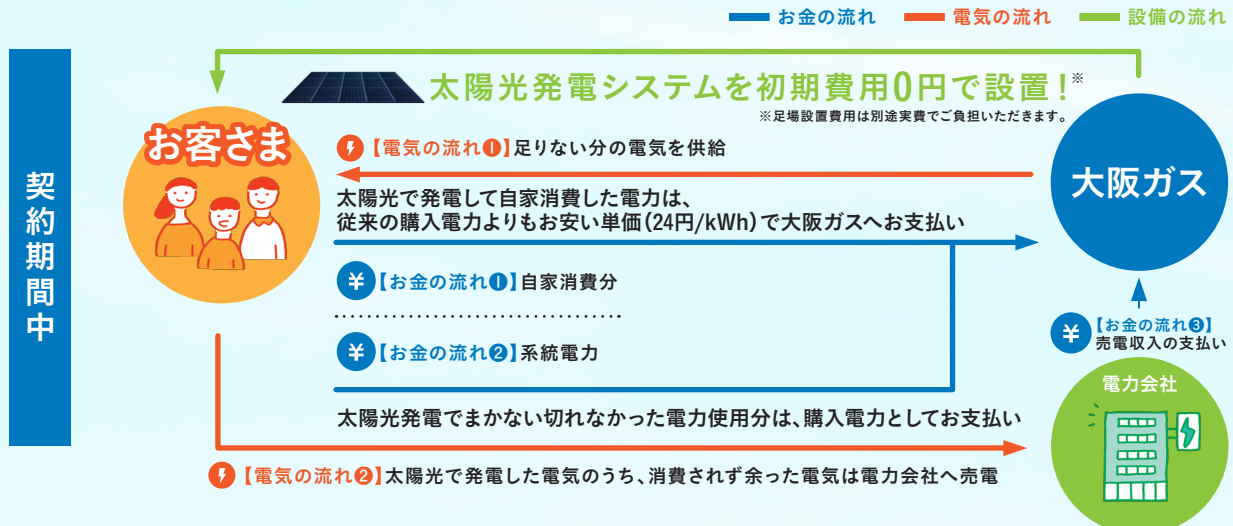 お金の流れ 電気の流れ 設備の流れ
契約期間中
太陽光発電システムを初期費用0円で設置！※
※足場設置費用は別途実費でご負担いただきます。
お客さま
大阪ガス
【電気の流れ❶】足りない分の電気を供給
太陽光で発電して自家消費した電力は、
従来の購入電力よりもお安い単価（24円/kWh）で大阪ガスへお支払い
¥【お金の流れ❶】自家消費分
¥【お金の流れ❷】系統電力
¥【お金の流れ❸】
売電収入の支払い
電力会社
太陽光発電でまかない切れなかった電力使用分は、購入電力としてお支払い
【電気の流れ❷】太陽光で発電した電気のうち、消費されず余った電気は電力会社へ売電